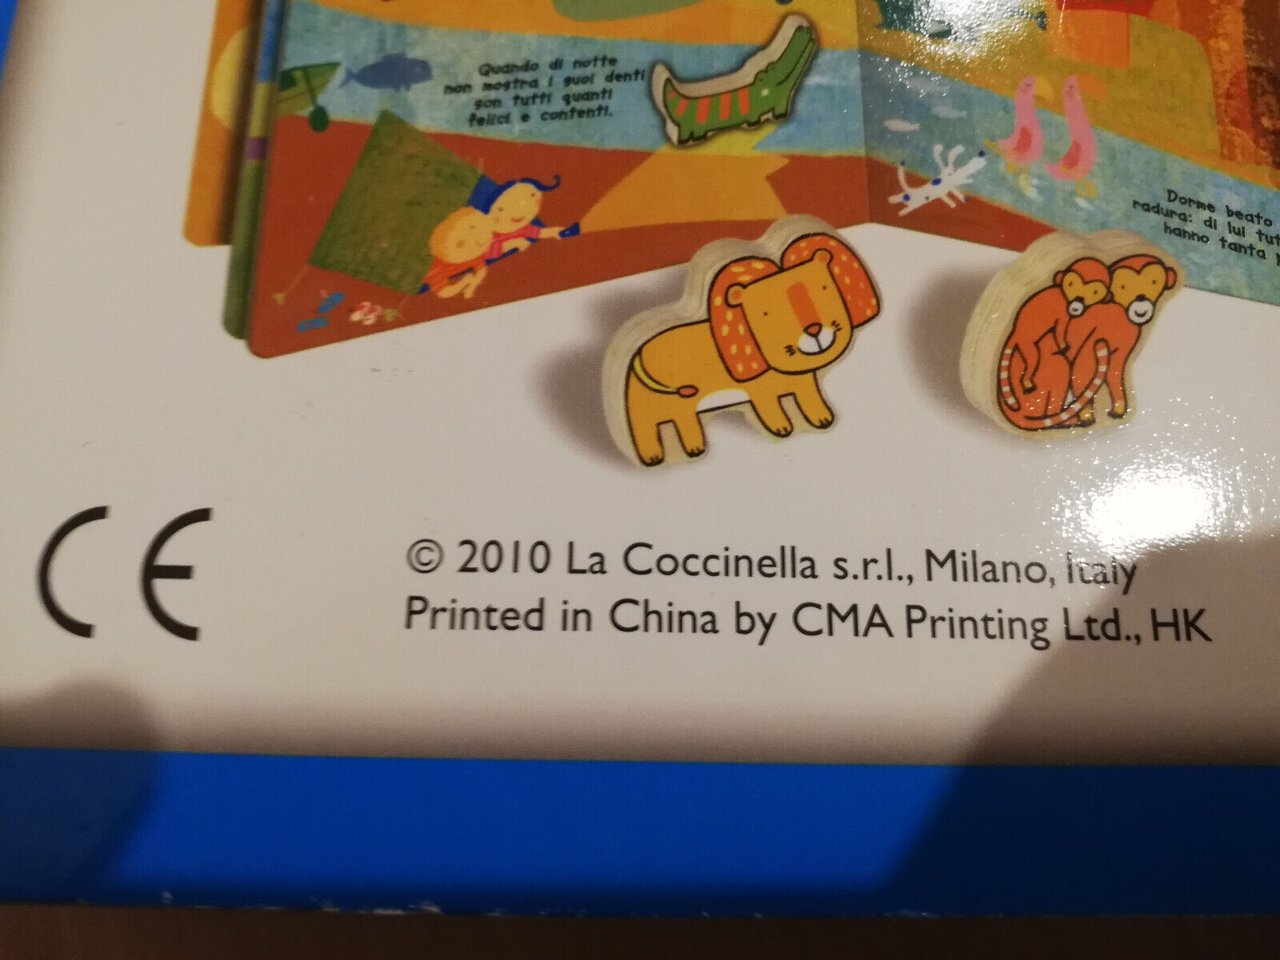 Quando di notte
non mostra i suoi denti
son tutti quanti
felici e contenti.
Dorme beato
radura: di lui tut
hanno tanta
CE
© 2010 La Coccinella s.r.l., Milano, Italy
Printed in China by CMA Printing Ltd., HK